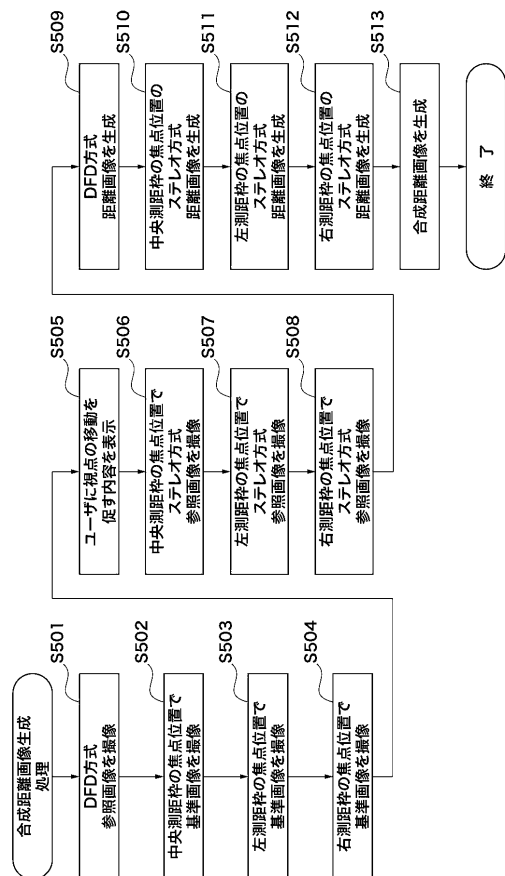 合成距離画像生成
処理
S501
DFD方式
参照画像を撮像
S502
中央測距枠の焦点位置で
基準画像を撮像
S503
左測距枠の焦点位置で
基準画像を撮像
S504
右測距枠の焦点位置で
基準画像を撮像
S505
ユーザに視点の移動を
促す内容を表示
S506
中央測距枠の焦点位置で
ステレオ方式
参照画像を撮像
S507
左測距枠の焦点位置で
ステレオ方式
参照画像を撮像
S508
右測距枠の焦点位置で
ステレオ方式
参照画像を撮像
S509
DFD方式
距離画像を生成
S510
中央測距枠の焦点位置の
ステレオ方式
距離画像を生成
S511
左測距枠の焦点位置の
ステレオ方式
距離画像を生成
S512
右測距枠の焦点位置の
ステレオ方式
距離画像を生成
S513
合成距離画像を生成
終 了